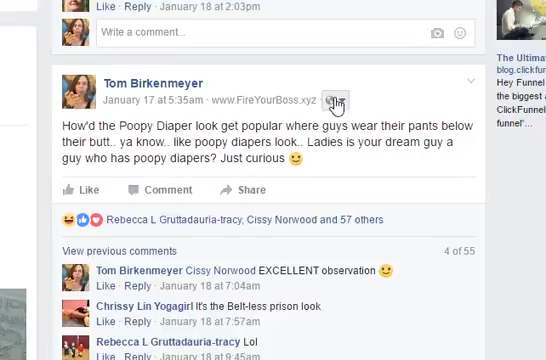 Like · Reply · January 18 at 2:03pm
Write a comment...
Tom Birkenmeyer
January 17 at 5:35am · www.FireYourBoss.xyz ·
How'd the Poopy Diaper look get popular where guys wear their pants below
their butt.. ya know.. like poopy diapers look.. Ladies is your dream guy a
guy who has poopy diapers? Just curious
Like Comment Share
Rebecca L Gruttadauria-tracy, Cissy Norwood and 57 others
View previous comments 4 of 55
Tom Birkenmeyer Cissy Norwood EXCELLENT observation
Like · Reply · January 18 at 7:04am
Chrissy Lin Yogagirl It's the Belt-less prison look
Like · Reply · January 18 at 7:57am
Rebecca L Gruttadauria-tracy Lol
Like · Reply · January 18 at 9:45am
The Ultima
blog.clickfun
Hey Funnel
the biggest a
ClickFunnel
funnel"...